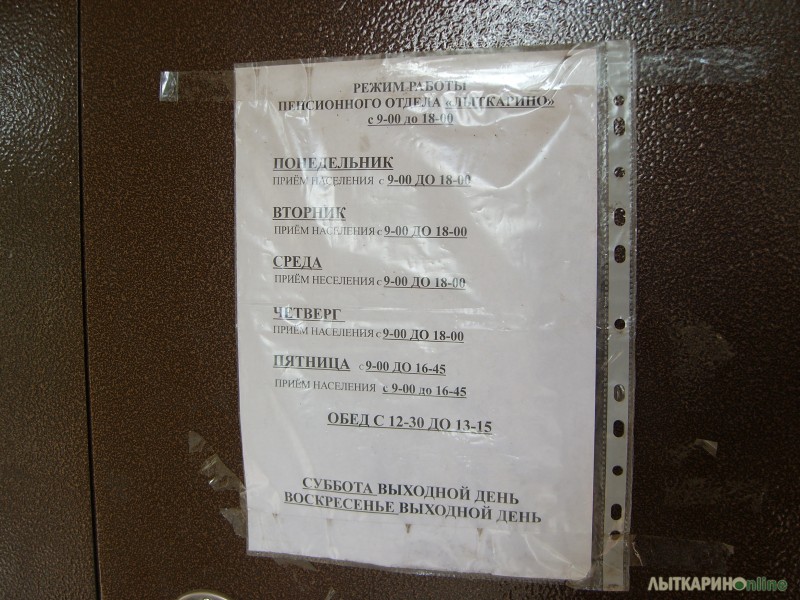 РЕЖИМ РАБОТЫ
ПЕНСИОННОГО ОТДЕЛА «ЛЫТКАРИНО»
с 9-00 до 18-00
ПОНЕДЕЛЬНИК
ПРИЁМ НАСЕЛЕНИЯ с 9-00 ДО 18-00
ВТОРНИК
ПРИЁМ НАСЕЛЕНИЯ с 9-00 ДО 18-00
СРЕДА
ПРИЁМ НЕСЕЛЕНИЯ с 9-00 ДО 18-00
ЧЕТВЕРГ
ПРИЁМ НАСЕЛЕНИЯ с 9-00 ДО 18-00
ПЯТНИЦА с 9-00 ДО 16-45
ПРИЁМ НАСЕЛЕНИЯ с 9-00 до 16-45
ОБЕД С 12-30 ДО 13-15
СУББОТА ВЫХОДНОЙ ДЕНЬ
ВОСКРЕСЕНЬЕ ВЫХОДНОЙ ДЕНЬ
ЛЫТКАРИНОonline